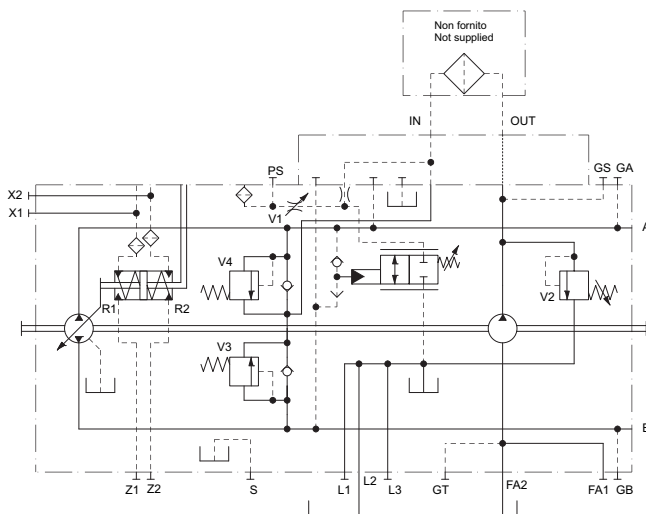 Non fornito
Not supplied
IN
OUT
PS
GS
GA
X2
X1
V1
A
V4
V2
R1
R2
V3
B
Z1
Z2
S
L1
L2
L3
GT
FA2
FA1
GB